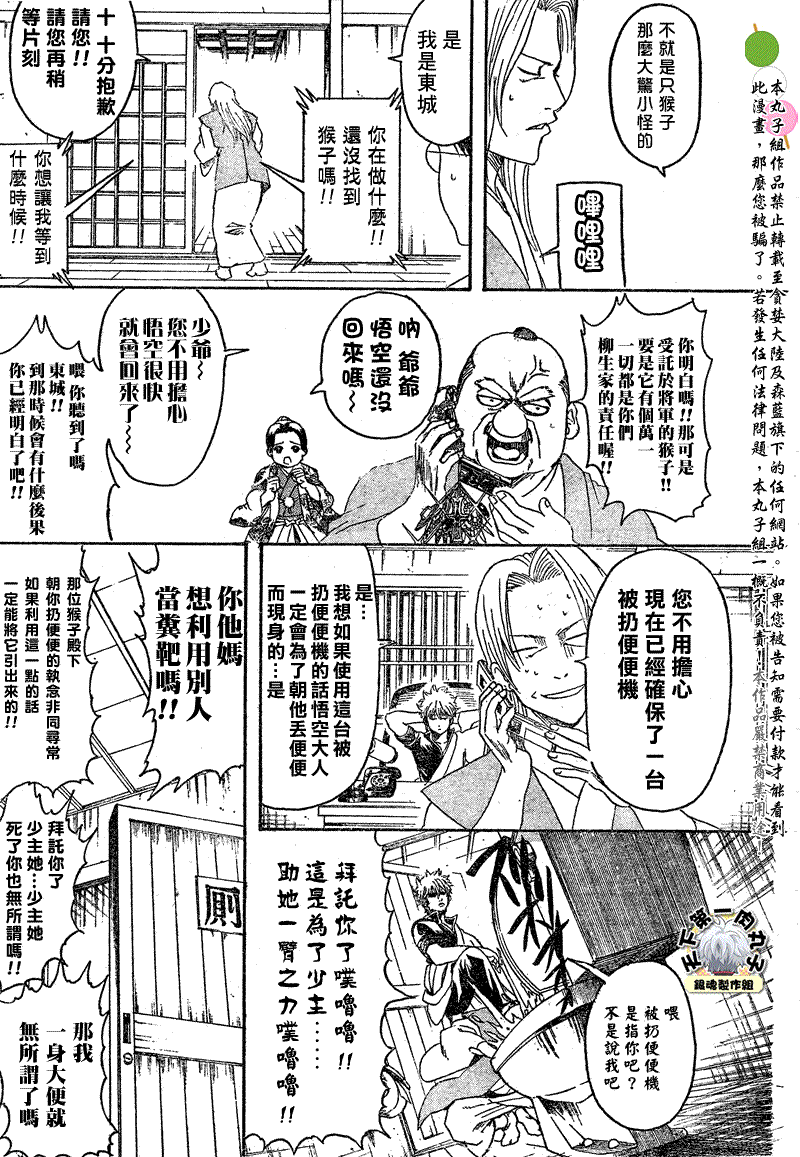 不就是只猴子
那麼大驚小怪的
嗶哩哩
是
我是東城
你在做什麼!!
還沒找到
猴子嗎!!
十 十分抱歉
請您!!
請您再稍
等片刻
你想讓我等到
什麼時候!!
你明白嗎!!那可是
受託於將軍的猴子!!
要是它有個萬一
一切都是你們
柳生家的責任喔!!
吶 爺爺
悟空還沒
回來嗎~
少爺~
您不用擔心
悟空很快
就會回來了~
喂 你聽到了嗎
東城!!
到那時候會有什麼後果
你已經明白了吧!!
您不用擔心
現在已經確保了一台
被扔便便機
是…
我想如果使用這台被
扔便便機的話悟空大人
一定會為了朝他丟便便
而現身的…是
你他媽
想利用別人
當糞靶嗎!!
那位猴子殿下
朝你扔便便的執念非同尋常
如果利用這一點的話
一定能將它引出來的!!
喂
被扔便便機
是指你吧?
不是說我吧
拜託你了噗嚕嚕!!
這是為了少主……
助她一臂之力噗嚕嚕!!
廁
拜託你了
少主她…少主她
死了你也無所謂嗎!!
那我
一身大便就
無所謂了嗎
本丸子組作品禁止轉載至貪婪大陸及森藍旗下的任何網站。如果您被告知需要付款才能看到
此漫畫,那麼您被騙了。若發生任何法律問題,本丸子組一概不負責!本作品嚴禁商業用途
天下第一肉丸子
銀魂製作組